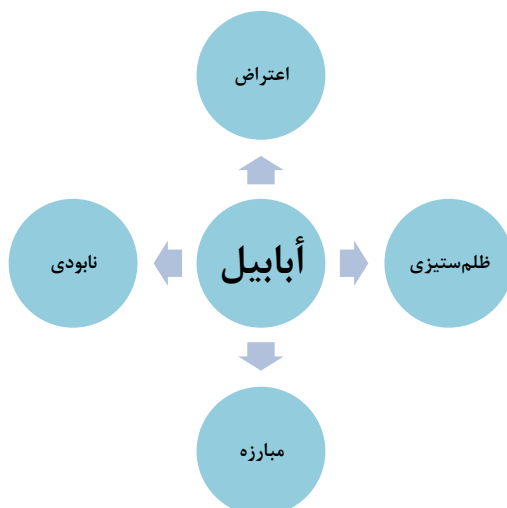 اعتراض
ظلم‌ستیزی
أبابیل
نابودی
مبارزه